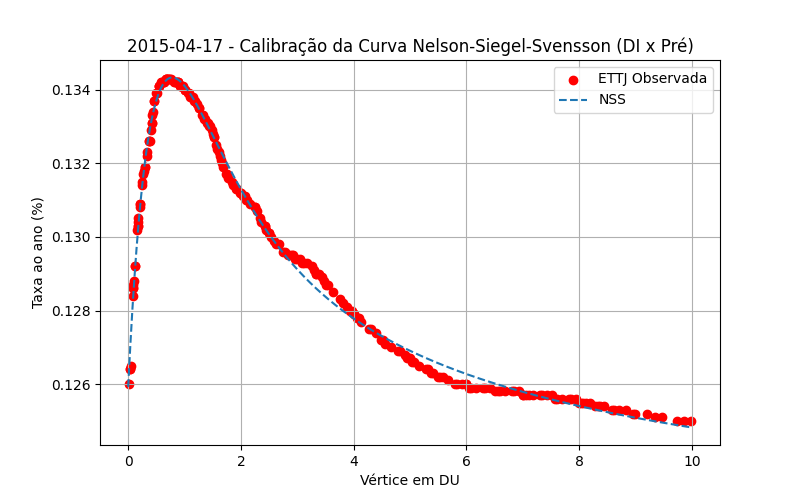 2015-04-17 - Calibração da Curva Nelson-Siegel-Svensson (DI x Pré)
ETTJ Observada
NSS
Taxa ao ano (%)
0.134
0.132
0.130
0.128
0.126
0
2
4
6
8
10
Vértice em DU